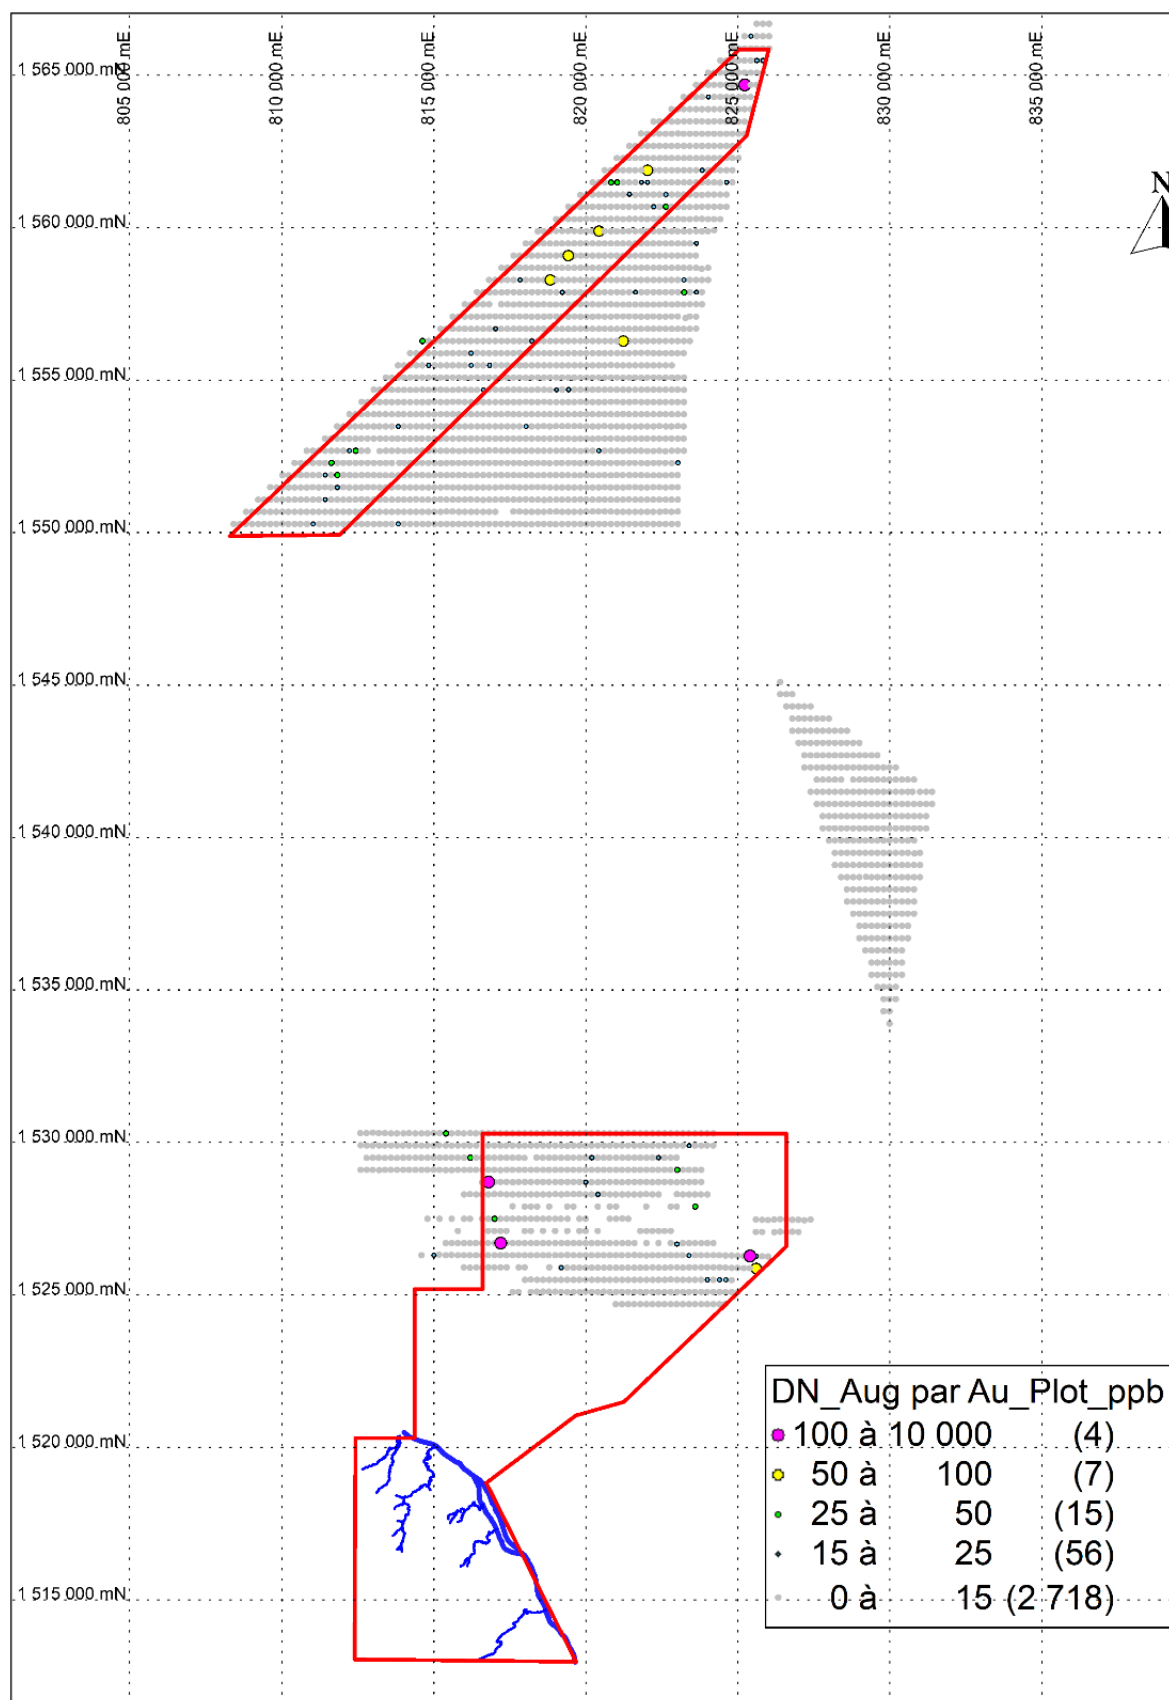 805 000 mE
810 000 mE
815 000 mE
820 000 mE
825 000 mE
830 000 mE
835 000 mE
1 565 000 mN
N
1 560 000 mN
1 555 000 mN
1 550 000 mN
1 545 000 mN
1 540 000 mN
1 535 000 mN
1 530 000 mN
1 525 000 mN
1 520 000 mN
1 515 000 mN
DN_Aug par Au_Plot_ppb
100 à 10 000 (4)
50 à 100 (7)
25 à 50 (15)
15 à 25 (56)
0 à 15 (2 718)